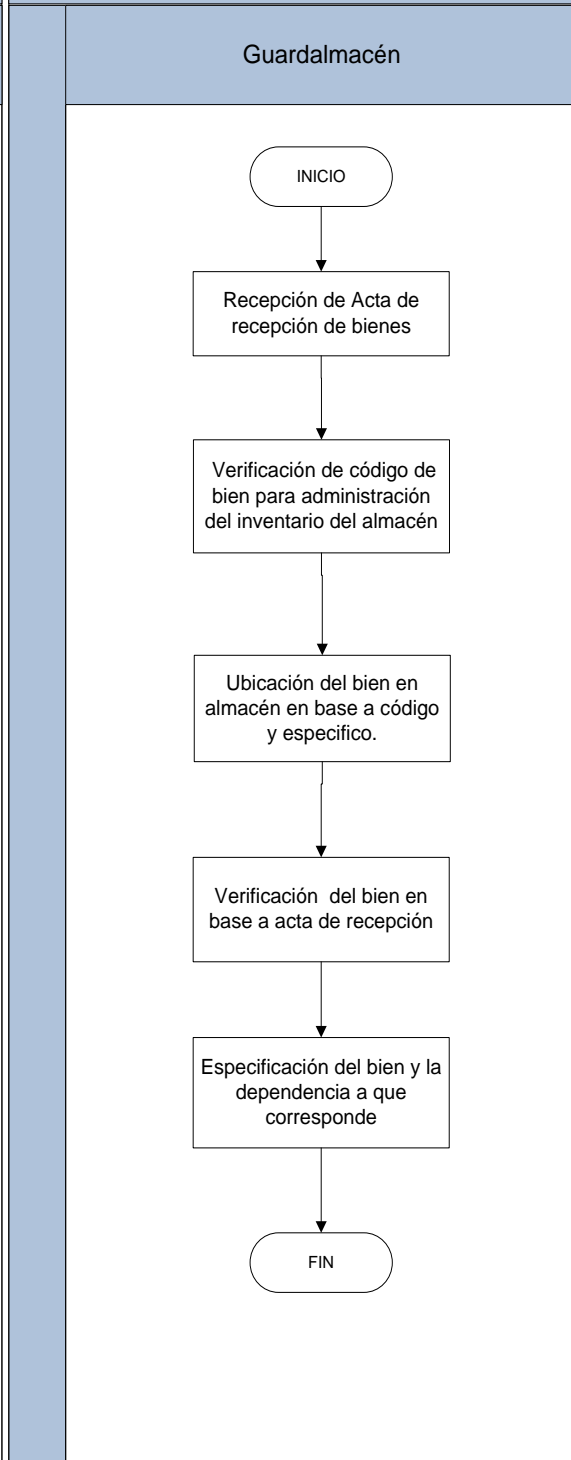 Guardalmacén
INICIO
Recepción de Acta de
recepción de bienes
Verificación de código de
bien para administración
del inventario del almacén
Ubicación del bien en
almacén en base a código
y especifico.
Verificación del bien en
base a acta de recepción
Especificación del bien y la
dependencia a que
corresponde
FIN